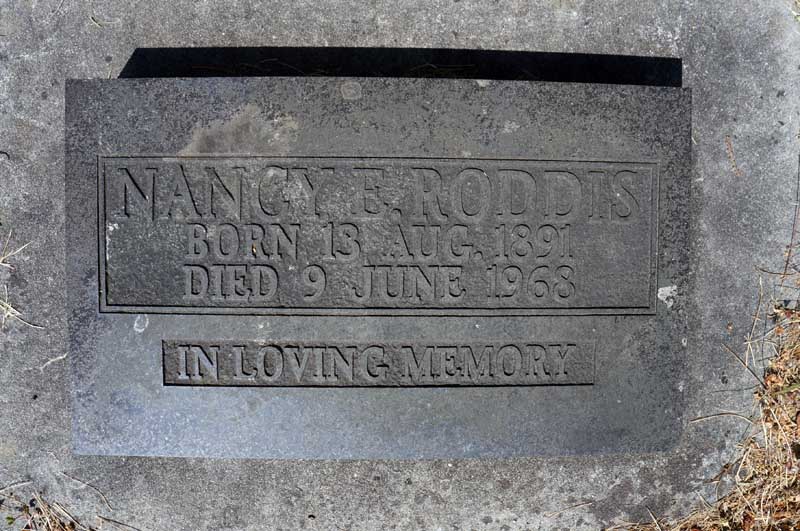 NANCY E. RODDIS
BORN 13 AUG. 1891
DIED 9 JUNE 1968
IN LOVING MEMORY